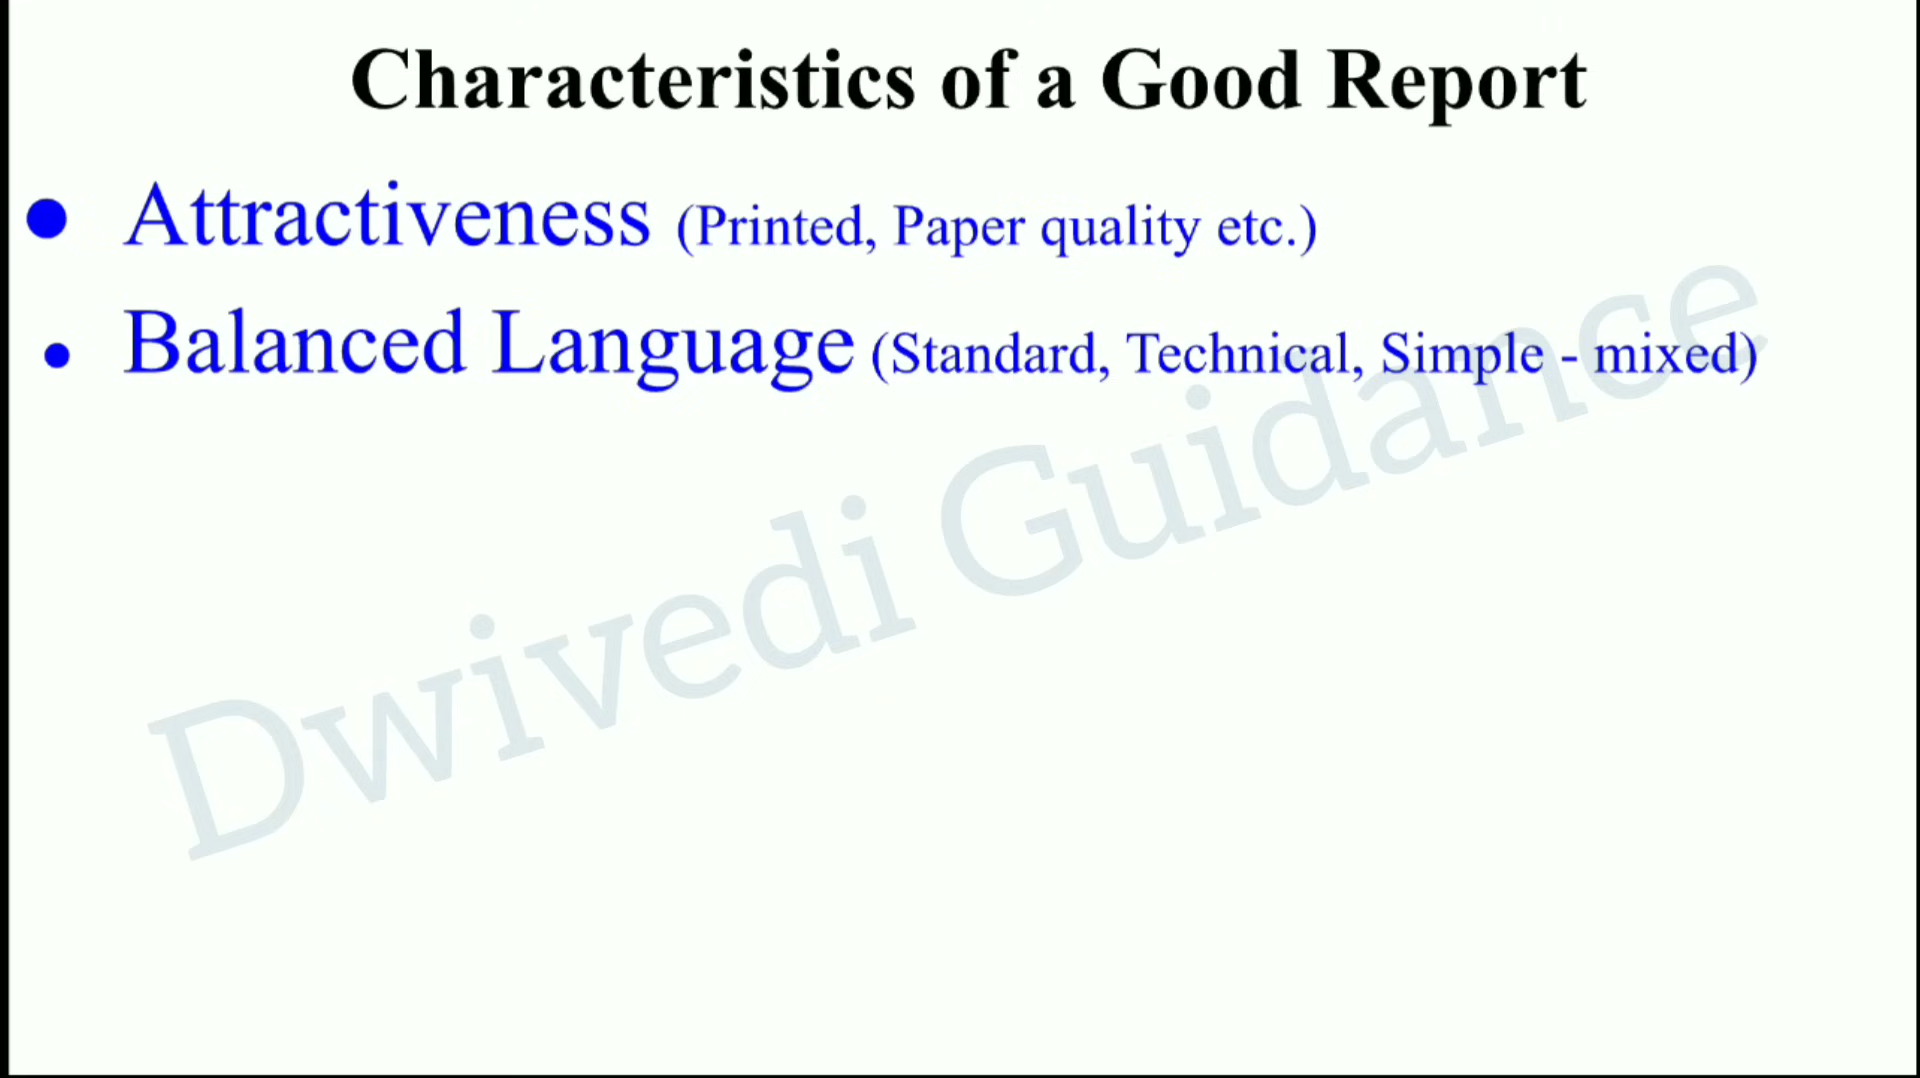 Characteristics of a Good Report
● Attractiveness (Printed, Paper quality etc.)
● Balanced Language (Standard, Technical, Simple - mixed)
Dwivedi Guidance